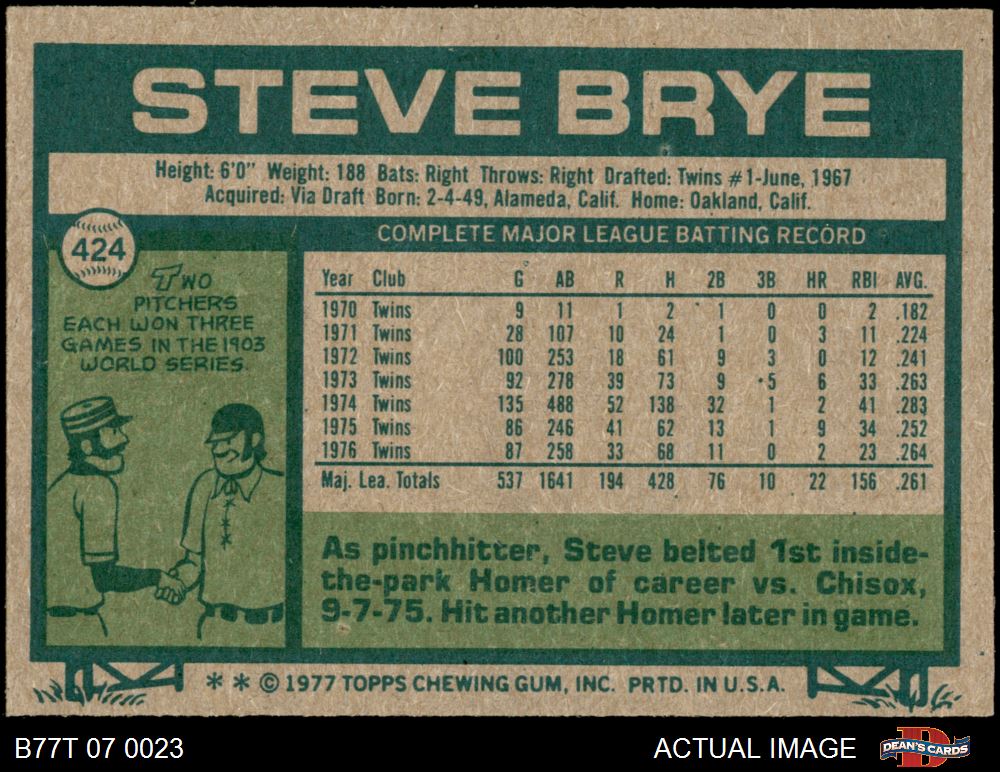 STEVE BRYE
Height: 6'0" Weight: 188 Bats: Right Throws: Right Drafted: Twins #1-June, 1967
Acquired: Via Draft Born: 2-4-49, Alameda, Calif. Home: Oakland, Calif.
424
TWO
PITCHERS
EACH WON THREE
GAMES IN THE 1903
WORLD SERIES.
COMPLETE MAJOR LEAGUE BATTING RECORD
Year Club G AB R H 2B 3B HR RBI AVG.
1970 Twins 9 11 1 2 1 0 0 2 .182
1971 Twins 28 107 10 24 1 0 3 11 .224
1972 Twins 100 253 18 61 9 3 0 12 .241
1973 Twins 92 278 39 73 9 5 6 33 .263
1974 Twins 135 488 52 138 32 1 2 41 .283
1975 Twins 86 246 41 62 13 1 9 34 .252
1976 Twins 87 258 33 68 11 0 2 23 .264
Maj. Lea. Totals 537 1641 194 428 76 10 22 156 .261
As pinchhitter, Steve belted 1st inside-
the-park Homer of career vs. Chisox,
9-7-75. Hit another Homer later in game.
* * © 1977 TOPPS CHEWING GUM, INC. PRTD. IN U.S.A.
B77T 07 0023
ACTUAL IMAGE
D
DEAN'S CARDS